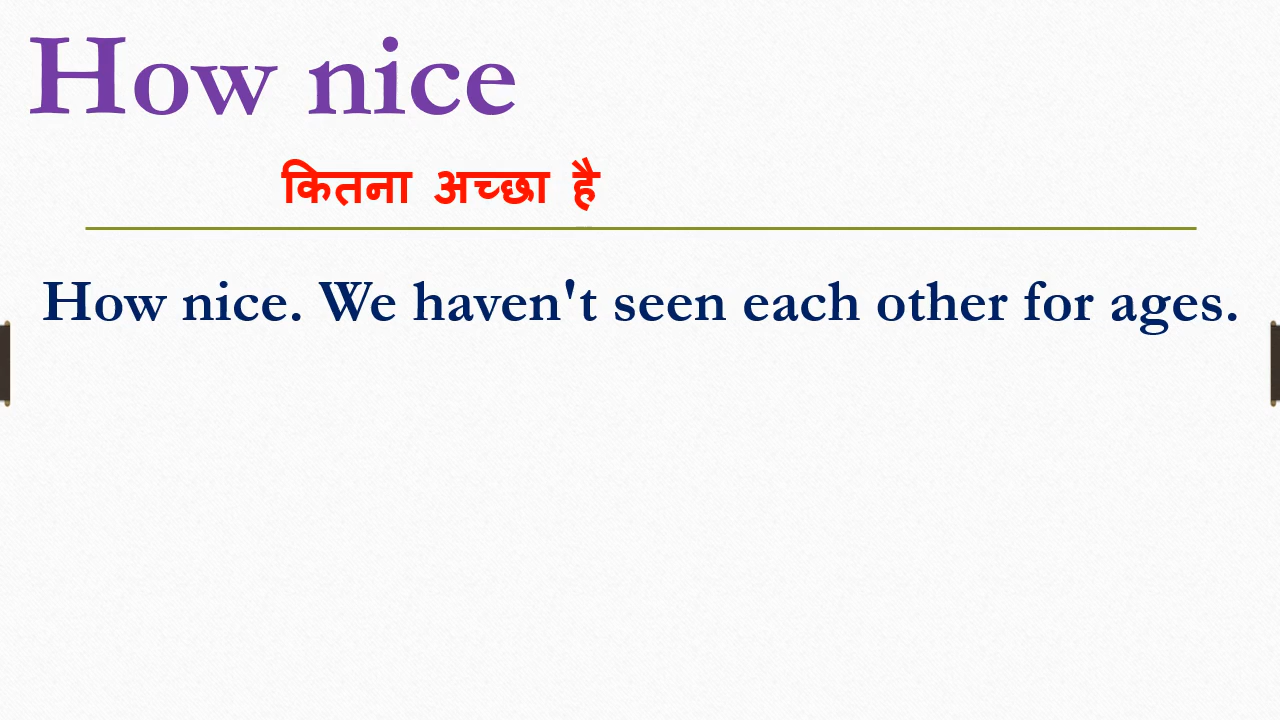 How nice
कितना अच्छा है
How nice. We haven't seen each other for ages.